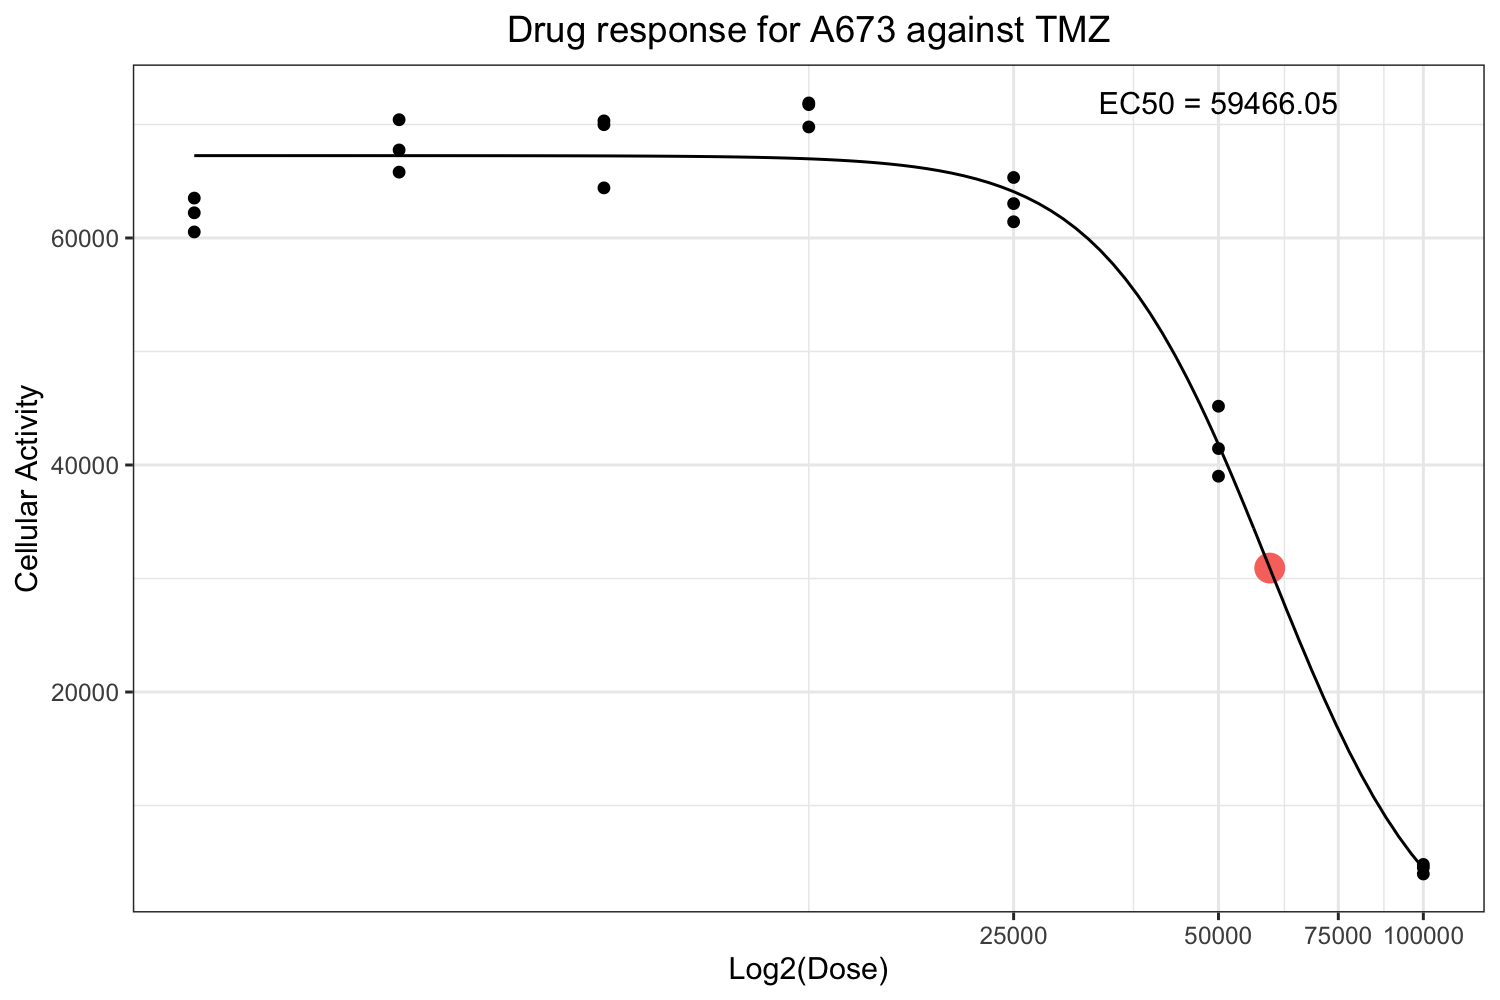 Drug response for A673 against TMZ
EC50 = 59466.05
60000
40000
20000
Cellular Activity
25000 50000 75000 100000
Log2(Dose)